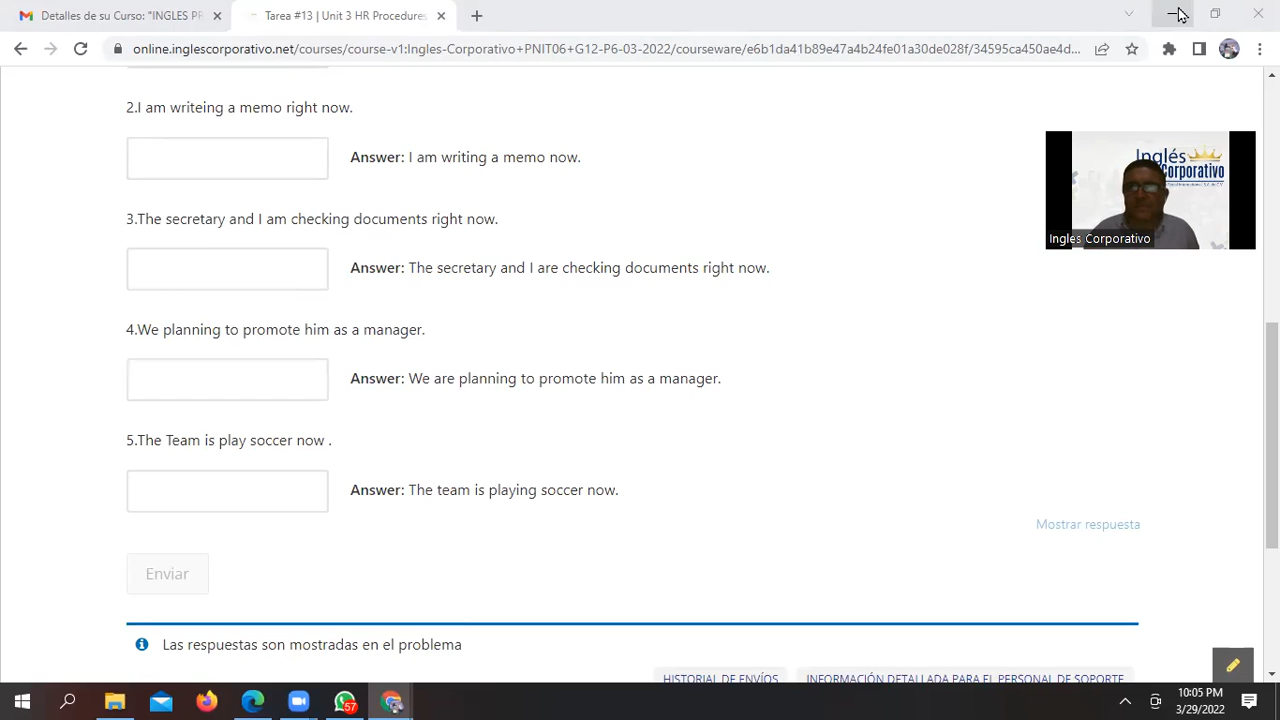 Detalles de su Curso: "INGLES PR
Tarea #13 | Unit 3 HR Procedures
online.inglescorporativo.net/courses/course-v1:Ingles-Corporativo+PNIT06+G12-P6-03-2022/courseware/e6b1da41b89e47a4b24fe01a30de028f/34595ca450ae4d...
2.I am writeing a memo right now.
Answer: I am writing a memo now.
Inglés
Corporativo
Ingles Corporativo
3.The secretary and I am checking documents right now.
Answer: The secretary and I are checking documents right now.
4.We planning to promote him as a manager.
Answer: We are planning to promote him as a manager.
5.The Team is play soccer now .
Answer: The team is playing soccer now.
Mostrar respuesta
Enviar
Las respuestas son mostradas en el problema
HISTORIAL DE ENVÍOS
INFORMACIÓN DETALLADA PARA EL PERSONAL DE SOPORTE
57
10:05 PM
3/29/2022